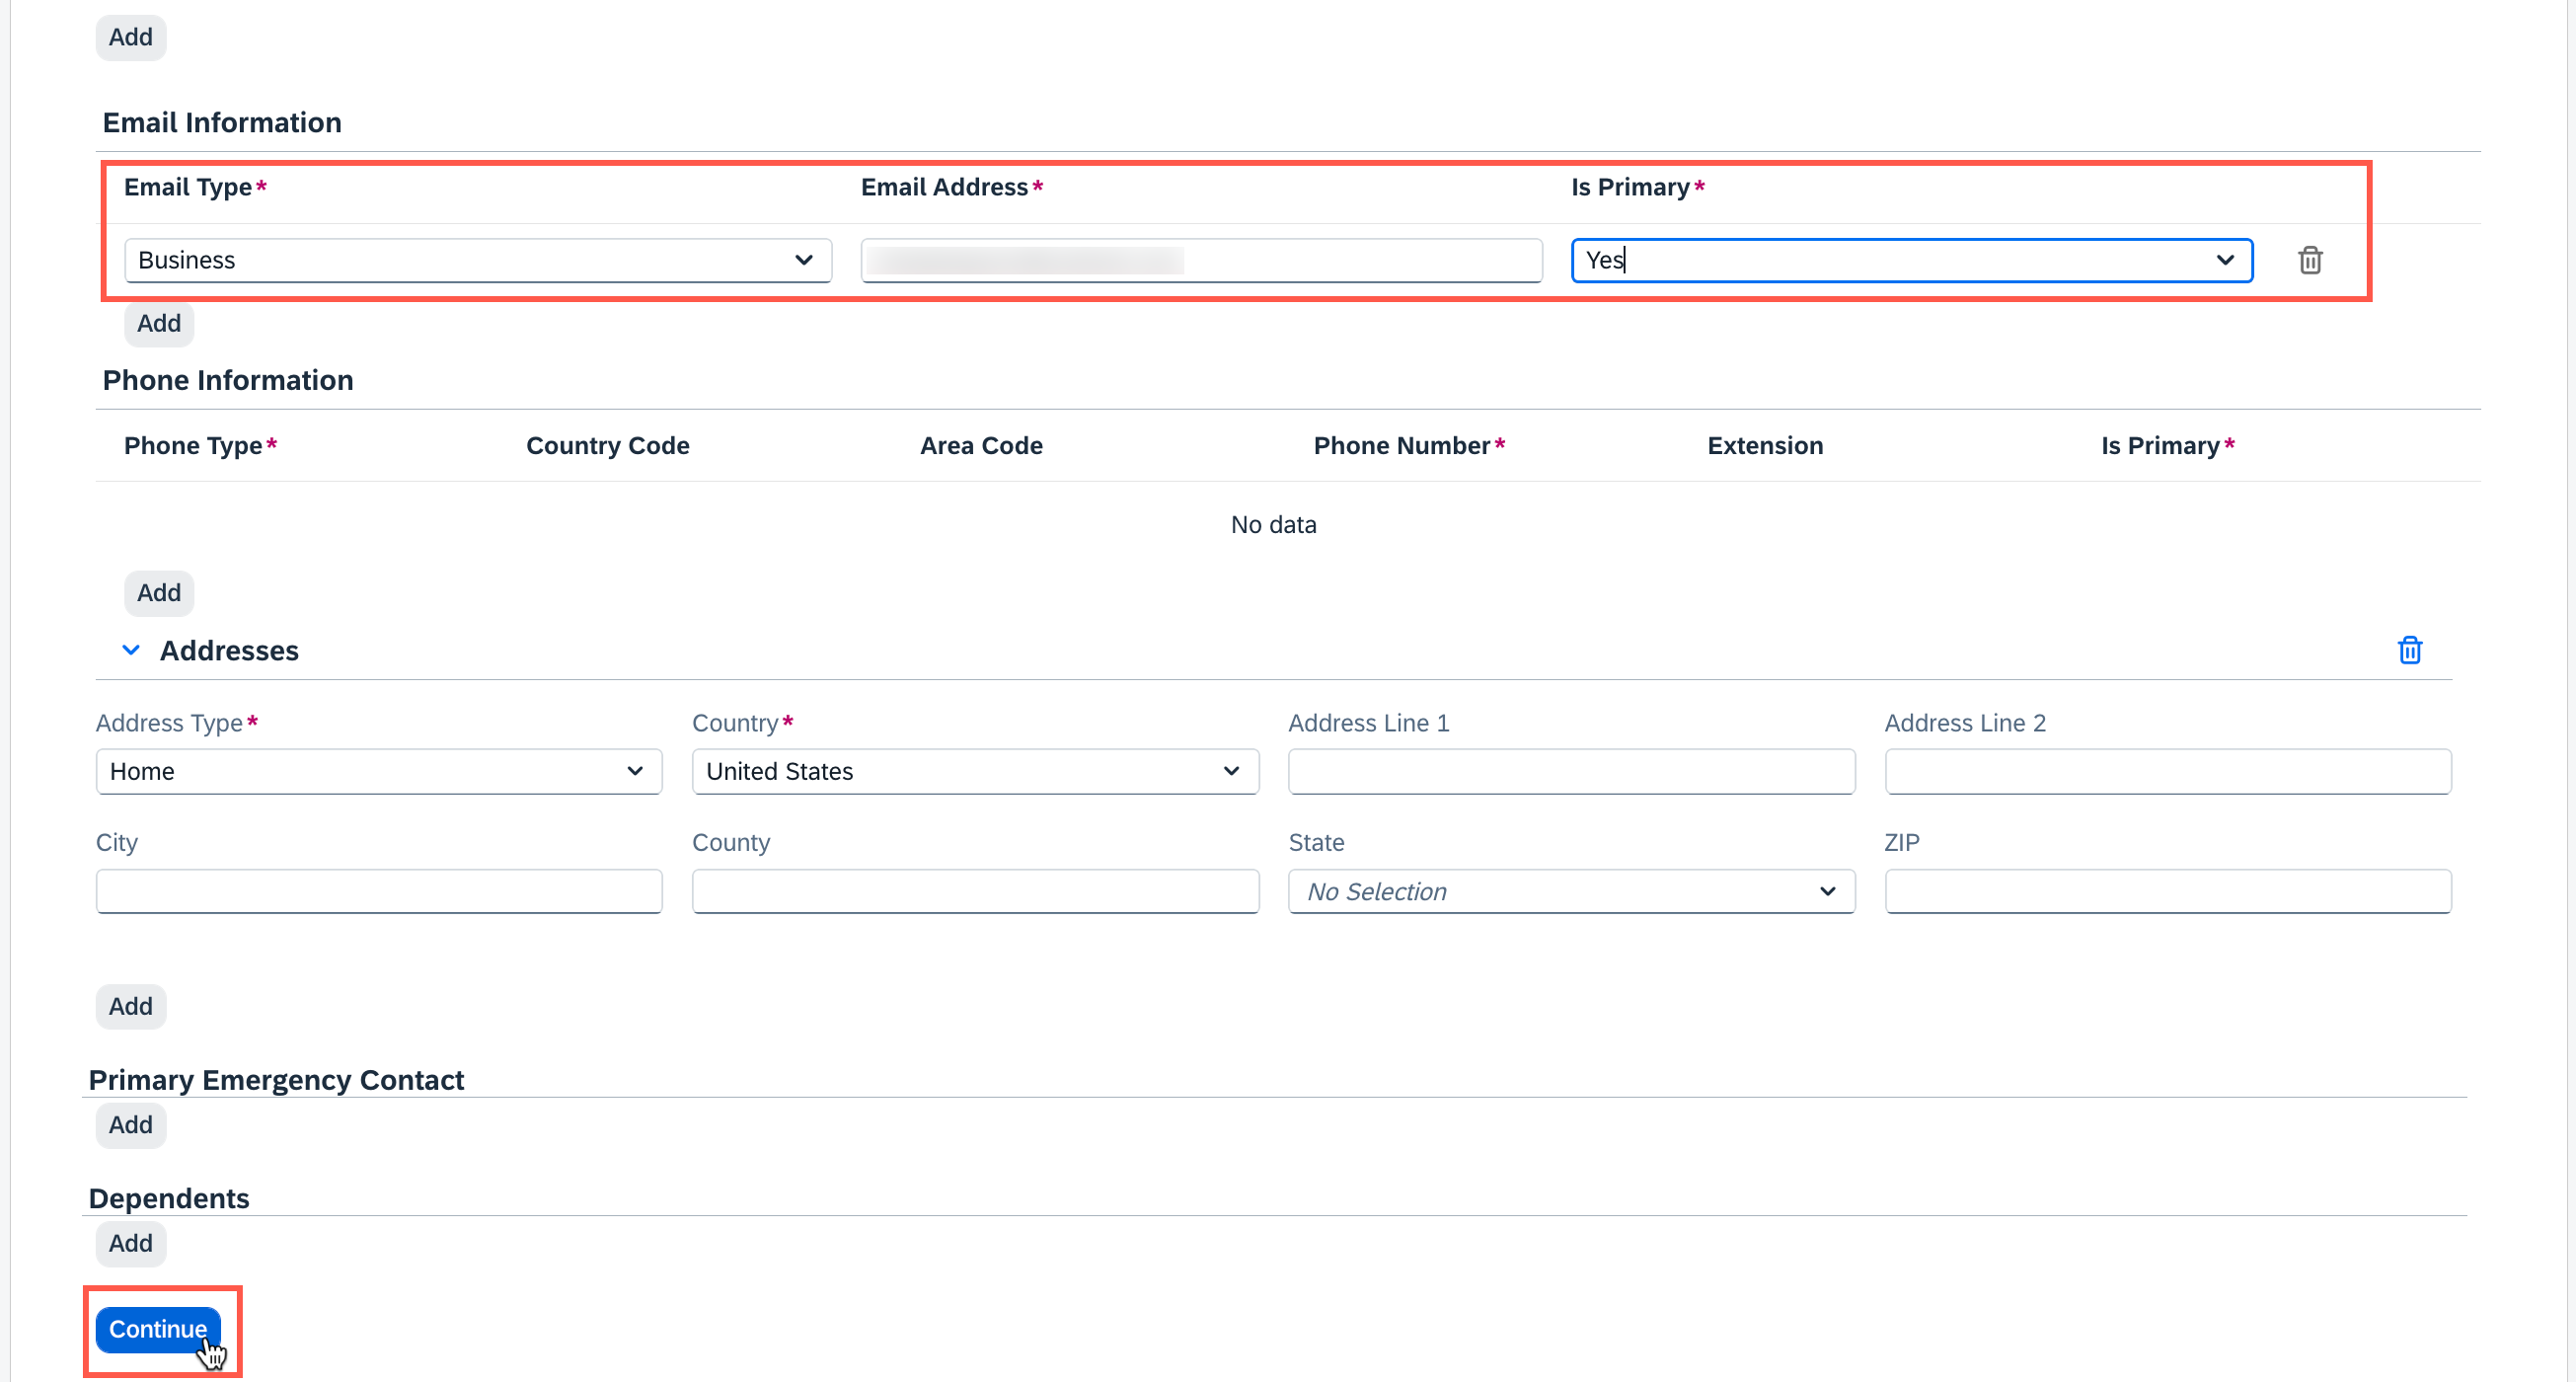 Add
Email Information
Email Type* Email Address* Is Primary*
Business Yes
Add
Phone Information
Phone Type* Country Code Area Code Phone Number* Extension Is Primary*
No data
Add
Addresses
Address Type* Country* Address Line 1 Address Line 2
Home United States
City County State ZIP
No Selection
Add
Primary Emergency Contact
Add
Dependents
Add
Continue